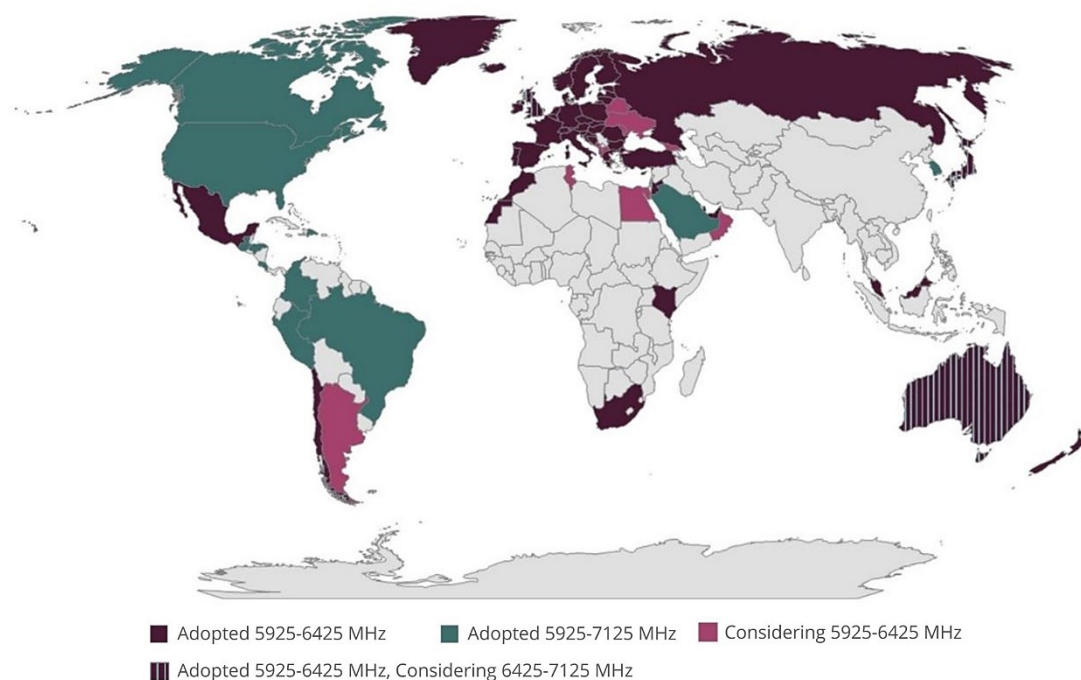 Adopted 5925-6425 MHz
Adopted 5925-7125 MHz
Considering 5925-6425 MHz
Adopted 5925-6425 MHz, Considering 6425-7125 MHz